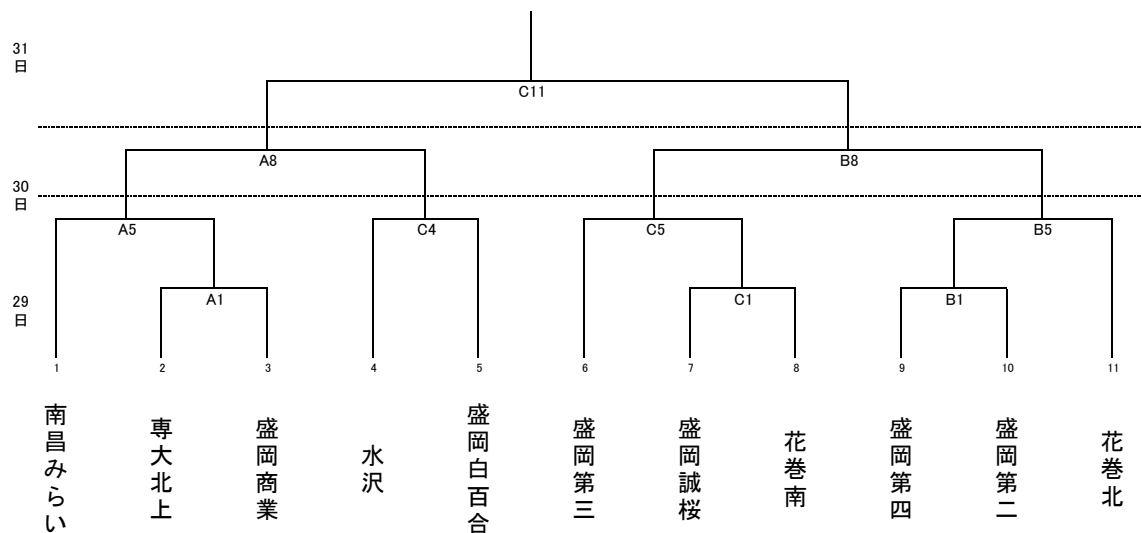 31
日
C11
A8
B8
30
日
A5
C4
C5
B5
29
日
A1
C1
B1
1
2
3
4
5
6
7
8
9
10
11
南昌みらい
専大北上
盛岡商業
水沢
盛岡白百合
盛岡第三
盛岡誠桜
花巻南
盛岡第四
盛岡第二
花巻北